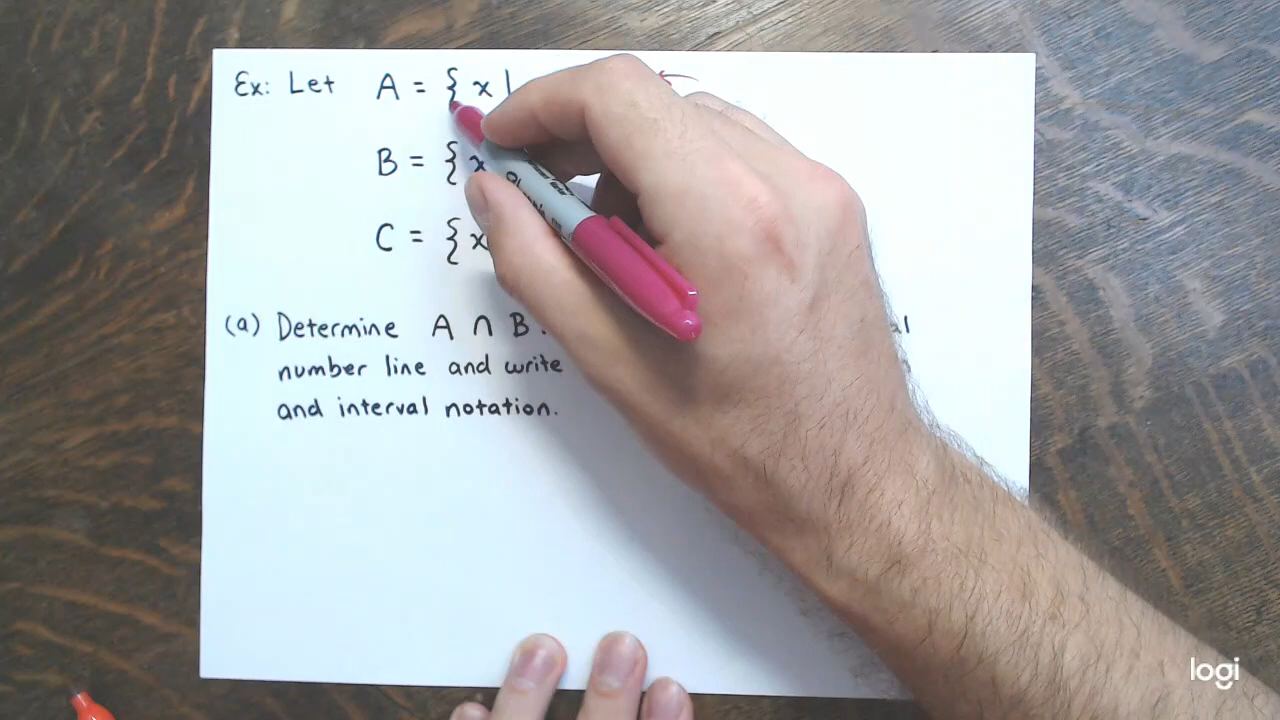 Ex: Let A = { x |
B = { x
C = { x
(a) Determine A ∩ B.
number line and write
and interval notation.
logi